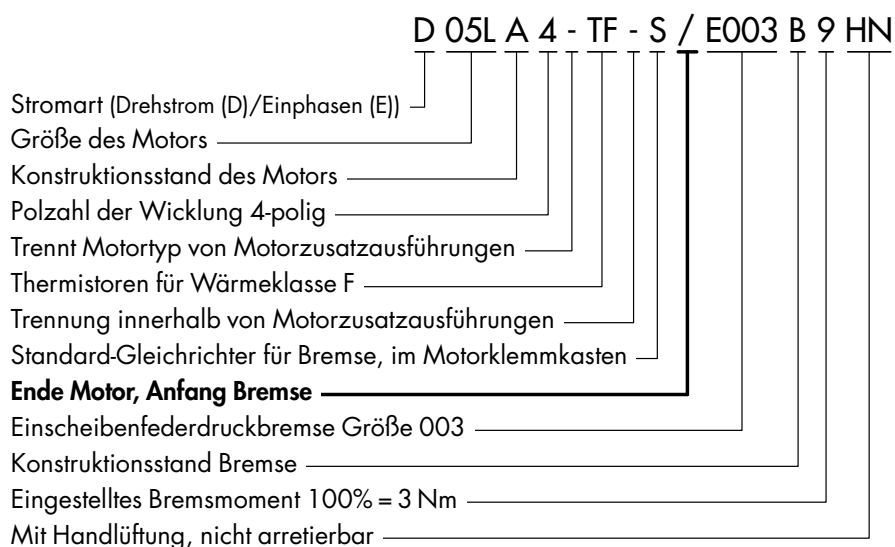 D 05L A 4 - TF - S / E003 B 9 HN
Stromart (Drehstrom (D)/Einphasen (E))
Größe des Motors
Konstruktionsstand des Motors
Polzahl der Wicklung 4-polig
Trennt Motortyp von Motorzusatzausführungen
Thermistoren für Wärmeklasse F
Trennung innerhalb von Motorzusatzausführungen
Standard-Gleichrichter für Bremse, im Motorklemmkasten
Ende Motor, Anfang Bremse
Einscheibenfederdruckbremse Größe 003
Konstruktionsstand Bremse
Eingestelltes Bremsmoment 100% = 3 Nm
Mit Handlüftung, nicht arretierbar